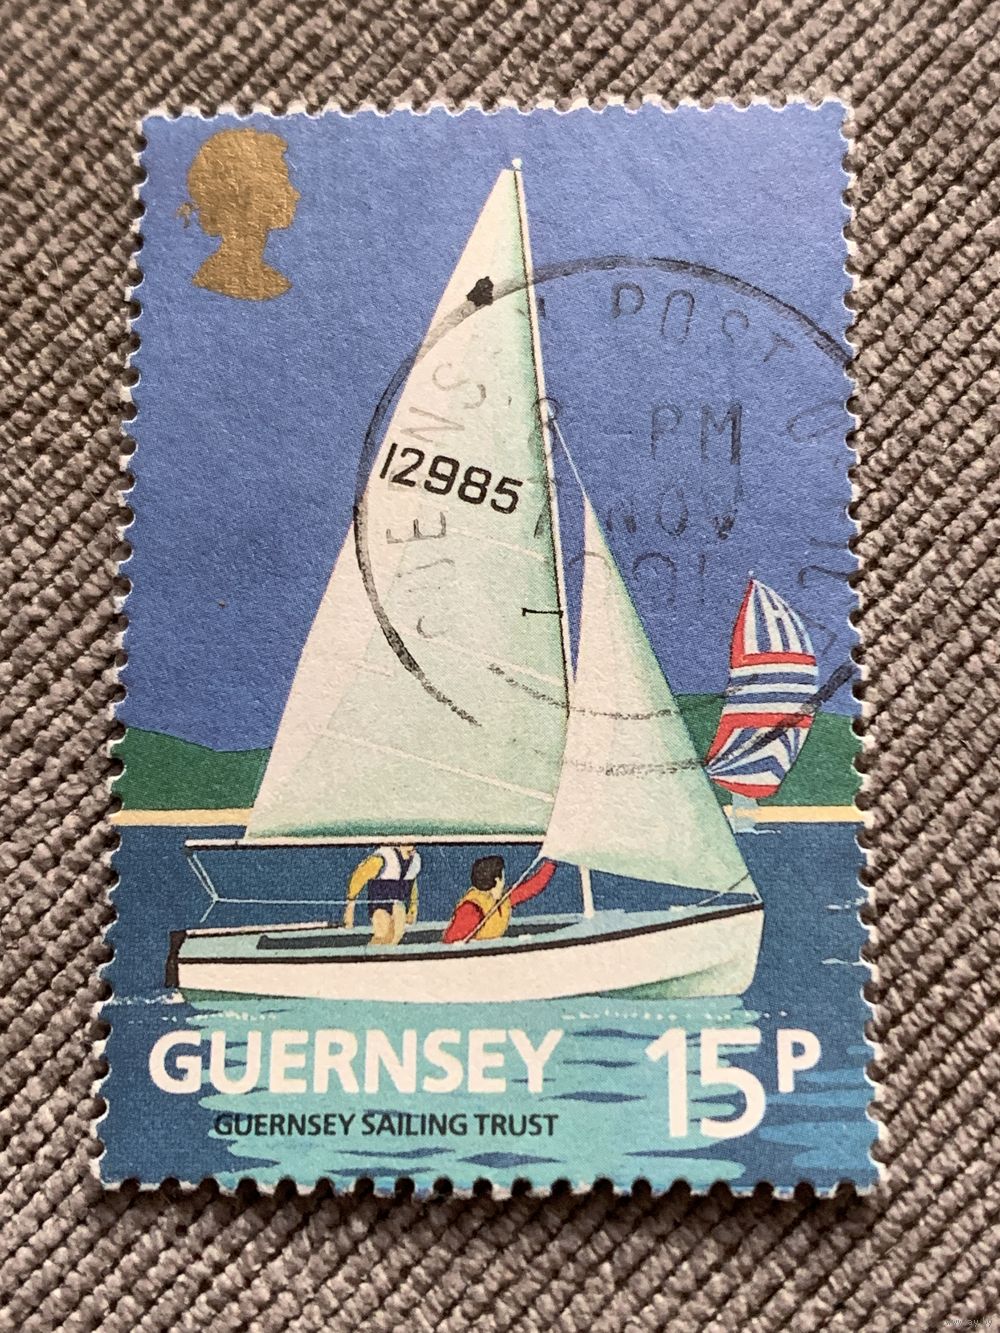 POST
PM
NOV
12985
GUERNSEY 15P
GUERNSEY SAILING TRUST